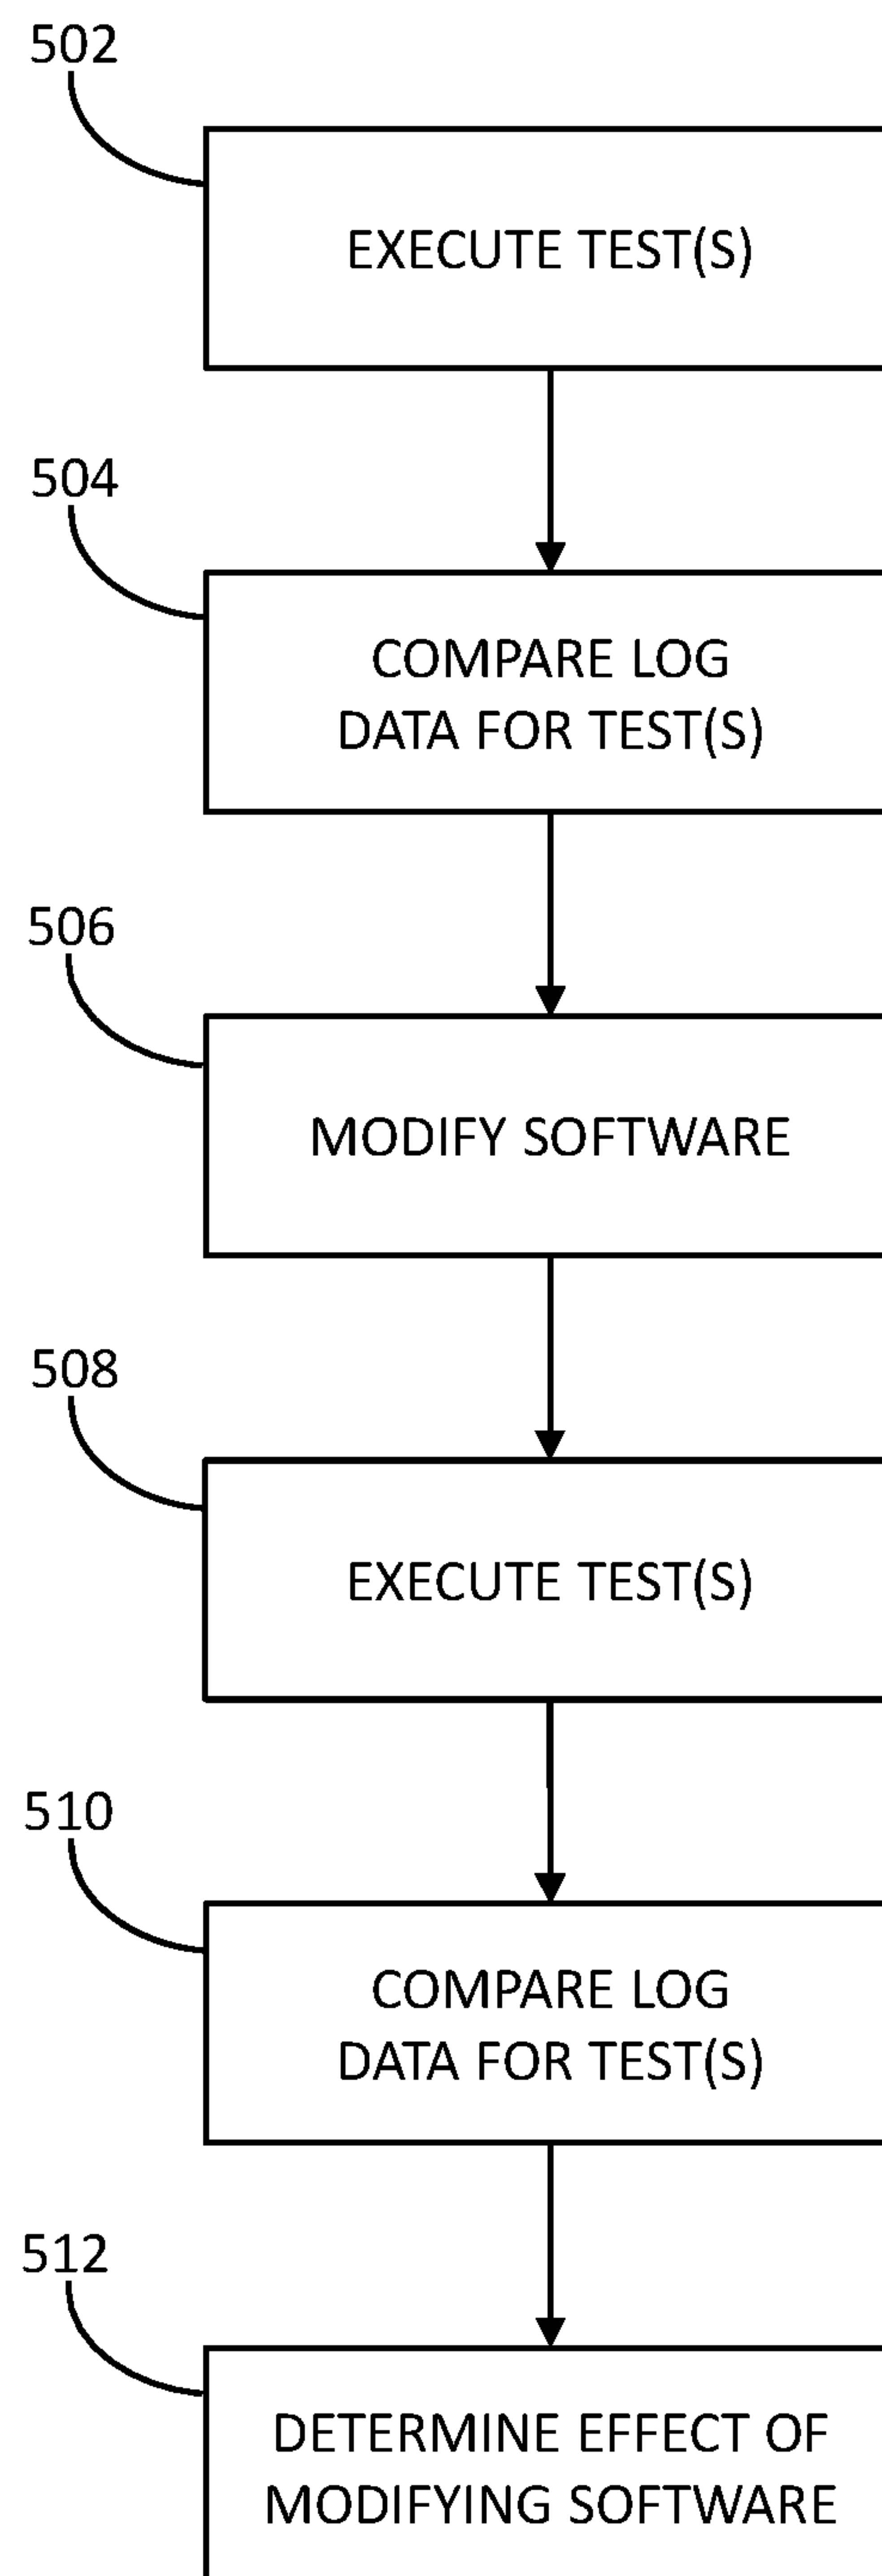 502
EXECUTE TEST(S)
504
COMPARE LOG
DATA FOR TEST(S)
506
MODIFY SOFTWARE
508
EXECUTE TEST(S)
510
COMPARE LOG
DATA FOR TEST(S)
512
DETERMINE EFFECT OF
MODIFYING SOFTWARE